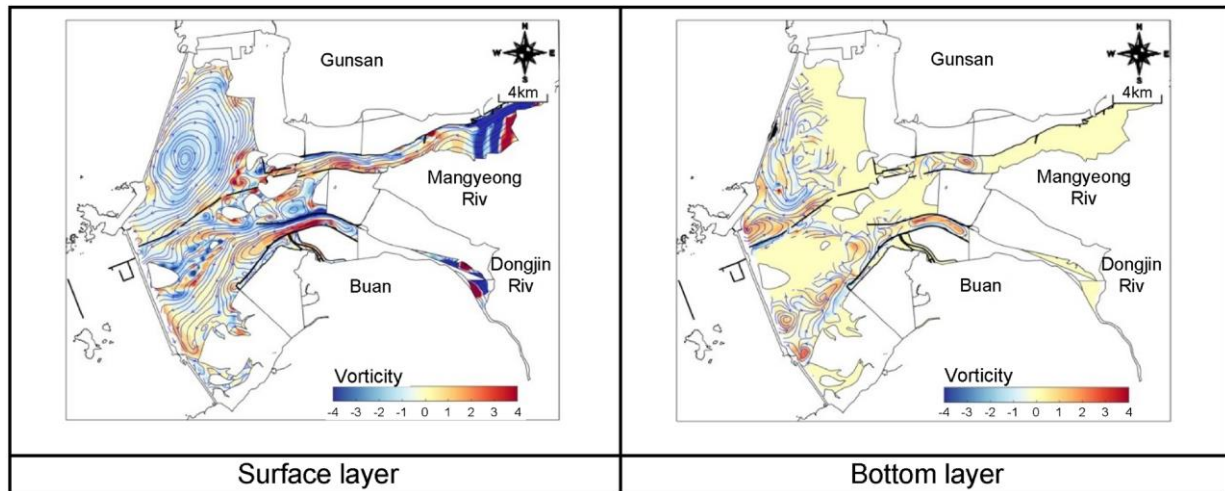 Gunsan
N
W E
S
4km
Mangyeong
Riv
Dongjin
Riv
Buan
Vorticity
-4 -3 -2 -1 0 1 2 3 4
Surface layer
Gunsan
N
W E
S
4km
Mangyeong
Riv
Dongjin
Riv
Buan
Vorticity
-4 -3 -2 -1 0 1 2 3 4
Bottom layer